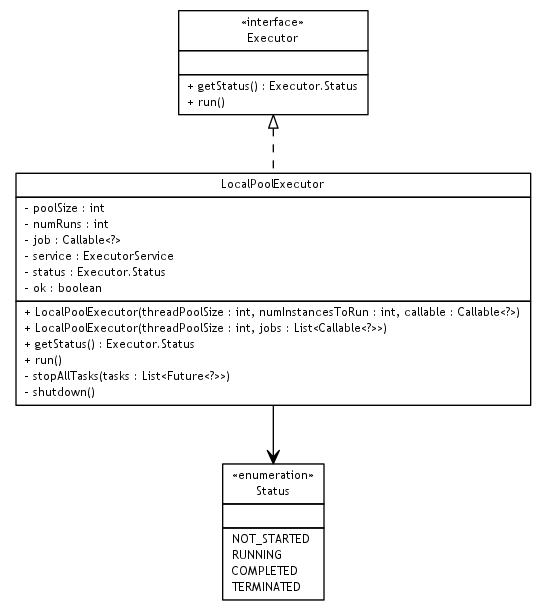 «interface»
Executor
+ getStatus() : Executor.Status
+ run()
LocalPoolExecutor
- poolSize : int
- numRuns : int
- job : Callable<?>
- service : ExecutorService
- status : Executor.Status
- ok : boolean
+ LocalPoolExecutor(threadPoolSize : int, numInstancesToRun : int, callable : Callable<?>)
+ LocalPoolExecutor(threadPoolSize : int, jobs : List<Callable<?>>)
+ getStatus() : Executor.Status
+ run()
- stopAllTasks(tasks : List<Future<?>>)
- shutdown()
«enumeration»
Status
NOT_STARTED
RUNNING
COMPLETED
TERMINATED